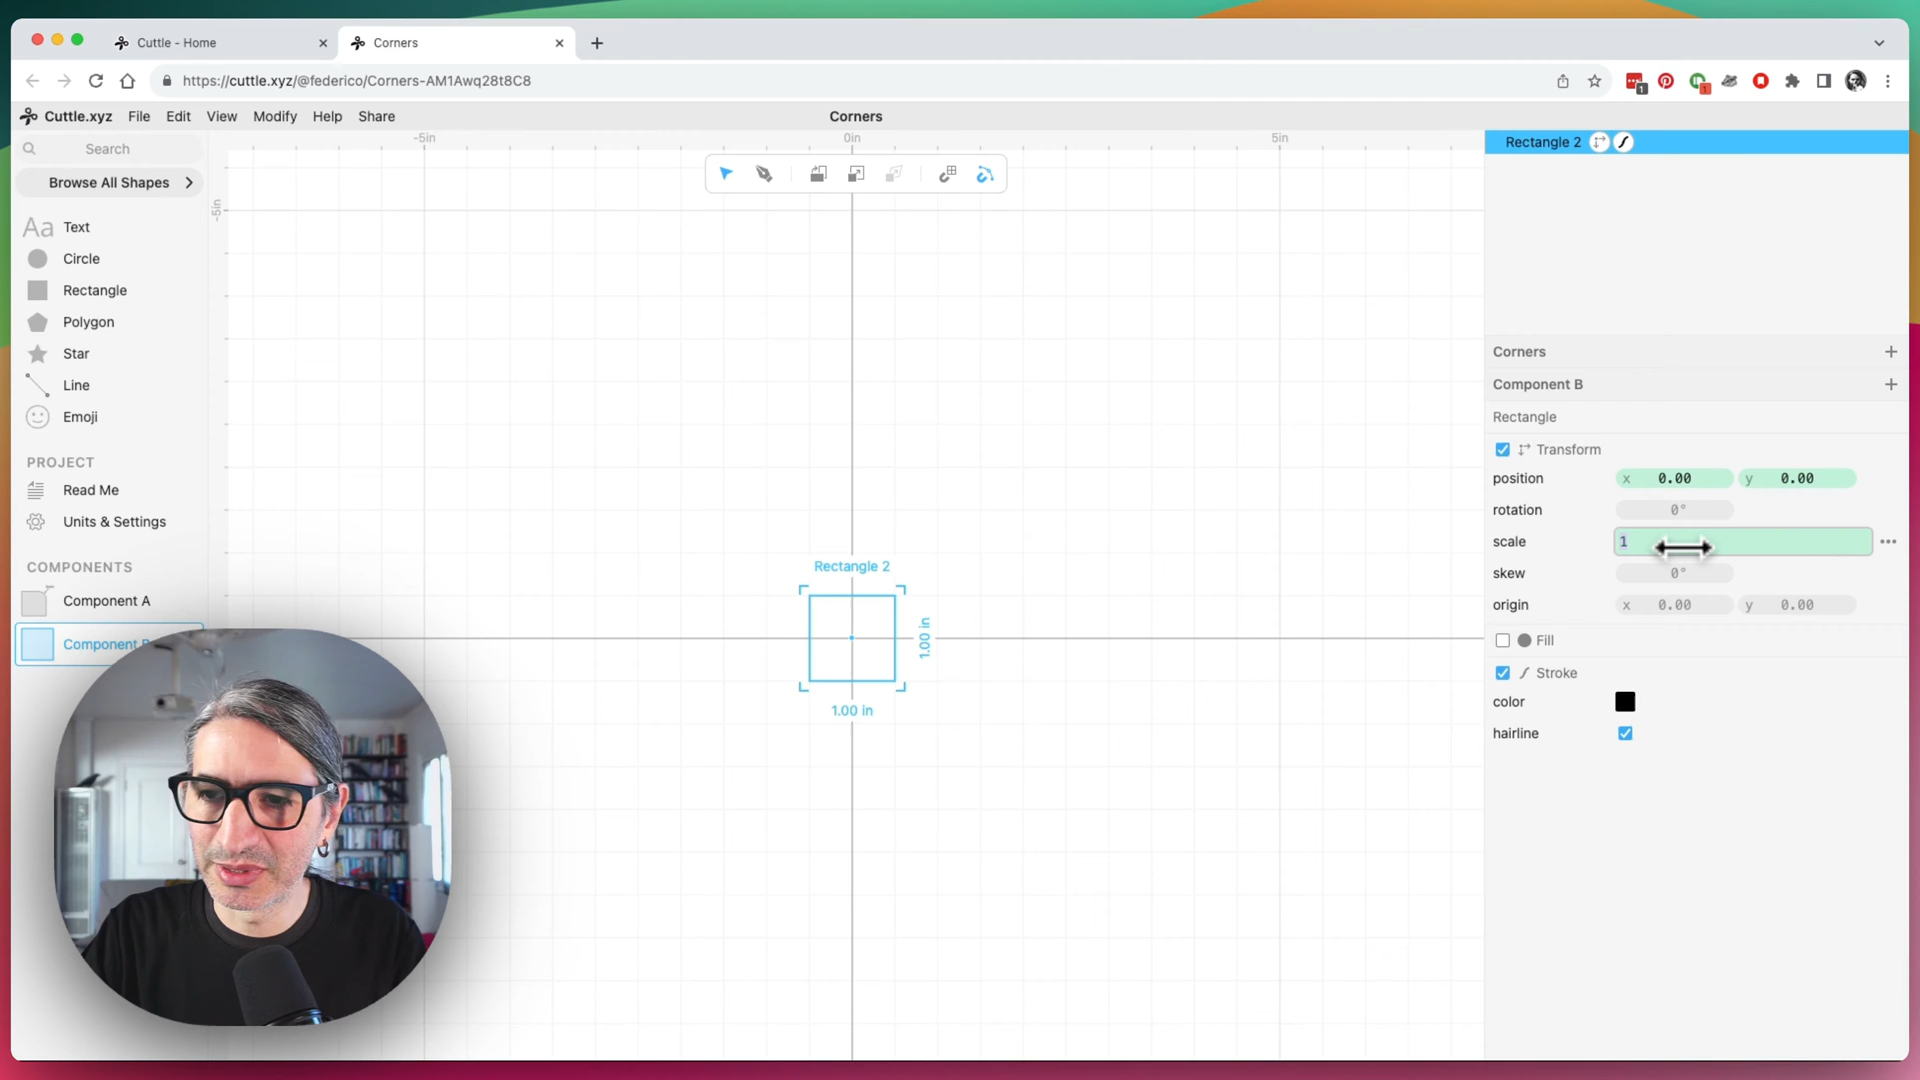 Cuttle - Home
Corners
https://cuttle.xyz/@federico/Corners-AM1Awq28t8C8
1
1
Cuttle.xyz File Edit View Modify Help Share
Corners
Search
Browse All Shapes
Aa Text
Circle
Rectangle
Polygon
Star
Line
Emoji
PROJECT
Read Me
Units & Settings
COMPONENTS
Component A
Component
-5in
0in
5in
-5in
Rectangle 2
1.00 in
1.00 in
Rectangle 2
Corners
Component B
Rectangle
Transform
position x 0.00 y 0.00
rotation 0°
scale 1
skew 0°
origin x 0.00 y 0.00
Fill
Stroke
color
hairline